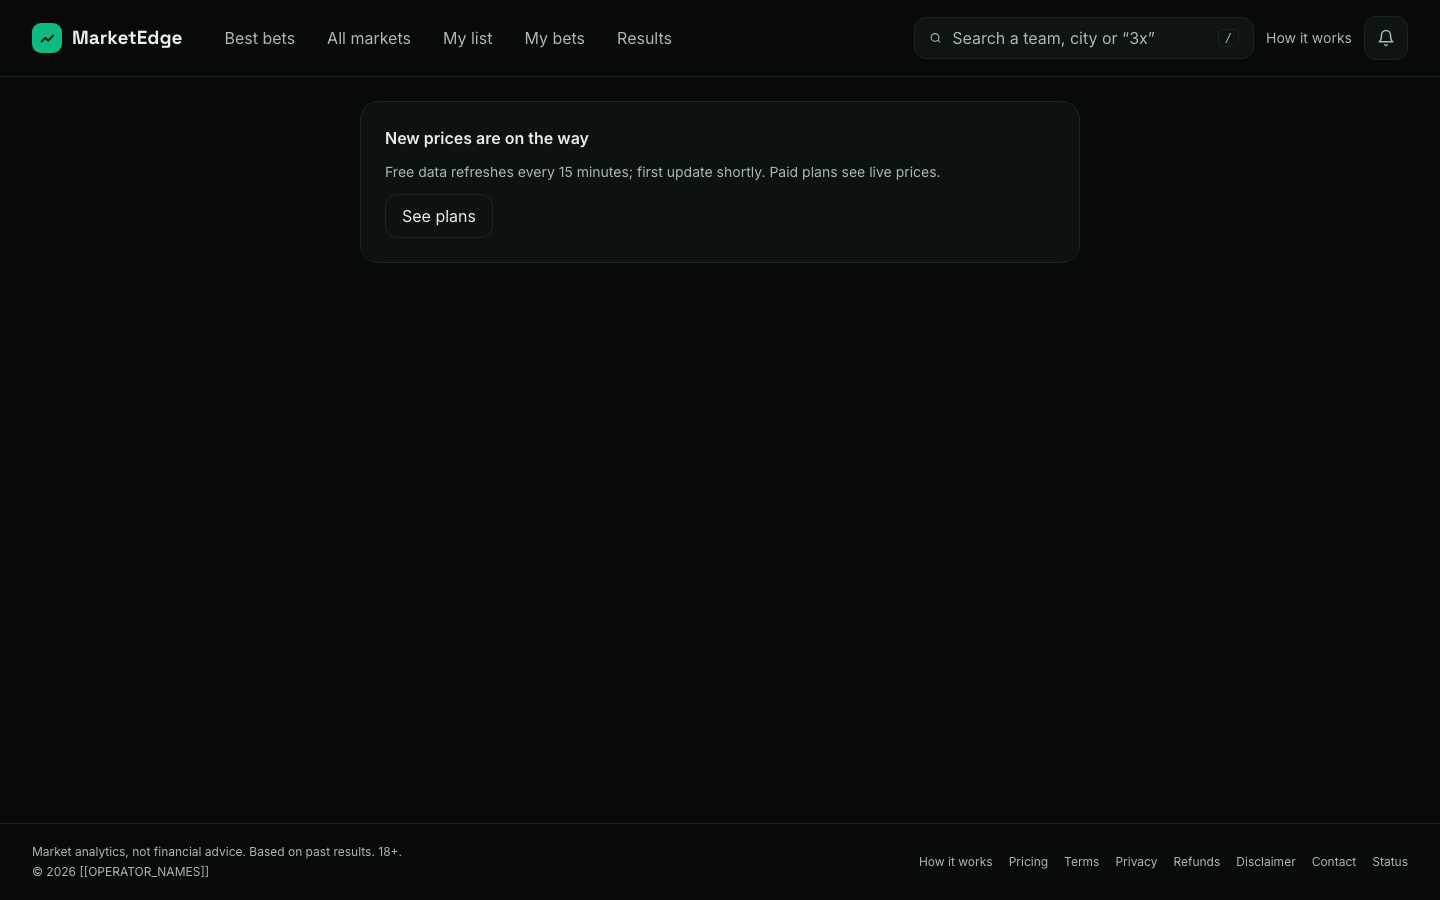 MarketEdge
Best bets
All markets
My list
My bets
Results
Search a team, city or “3x”
/
How it works
New prices are on the way
Free data refreshes every 15 minutes; first update shortly. Paid plans see live prices.
See plans
Market analytics, not financial advice. Based on past results. 18+.
© 2026 [[OPERATOR_NAMES]]
How it works
Pricing
Terms
Privacy
Refunds
Disclaimer
Contact
Status